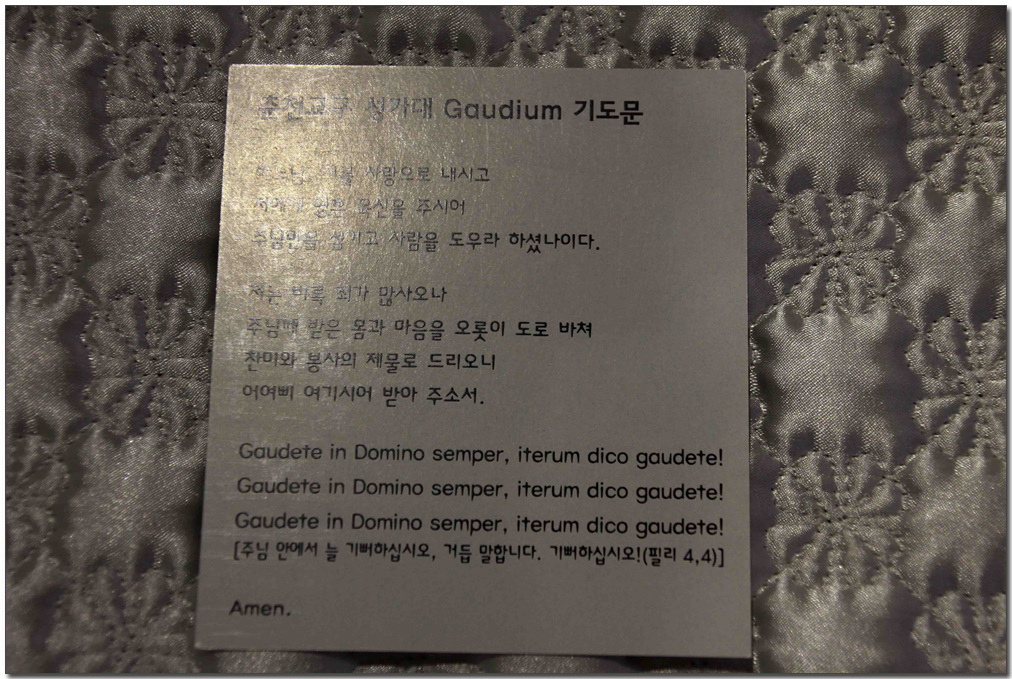 춘천교구 성가대 Gaudium 기도문
저를 사랑으로 내시고
저에게 영혼 육신을 주시어
주님만을 섬기고 사람을 도우라 하셨나이다.
저는 비록 죄가 많사오나
주님께 받은 몸과 마음을 오롯이 도로 바쳐
찬미와 봉사의 제물로 드리오니
어여삐 여기시어 받아 주소서.
Gaudete in Domino semper, iterum dico gaudete!
Gaudete in Domino semper, iterum dico gaudete!
Gaudete in Domino semper, iterum dico gaudete!
[주님 안에서 늘 기뻐하십시오, 거듭 말합니다. 기뻐하십시오!(필리 4,4)]
Amen.